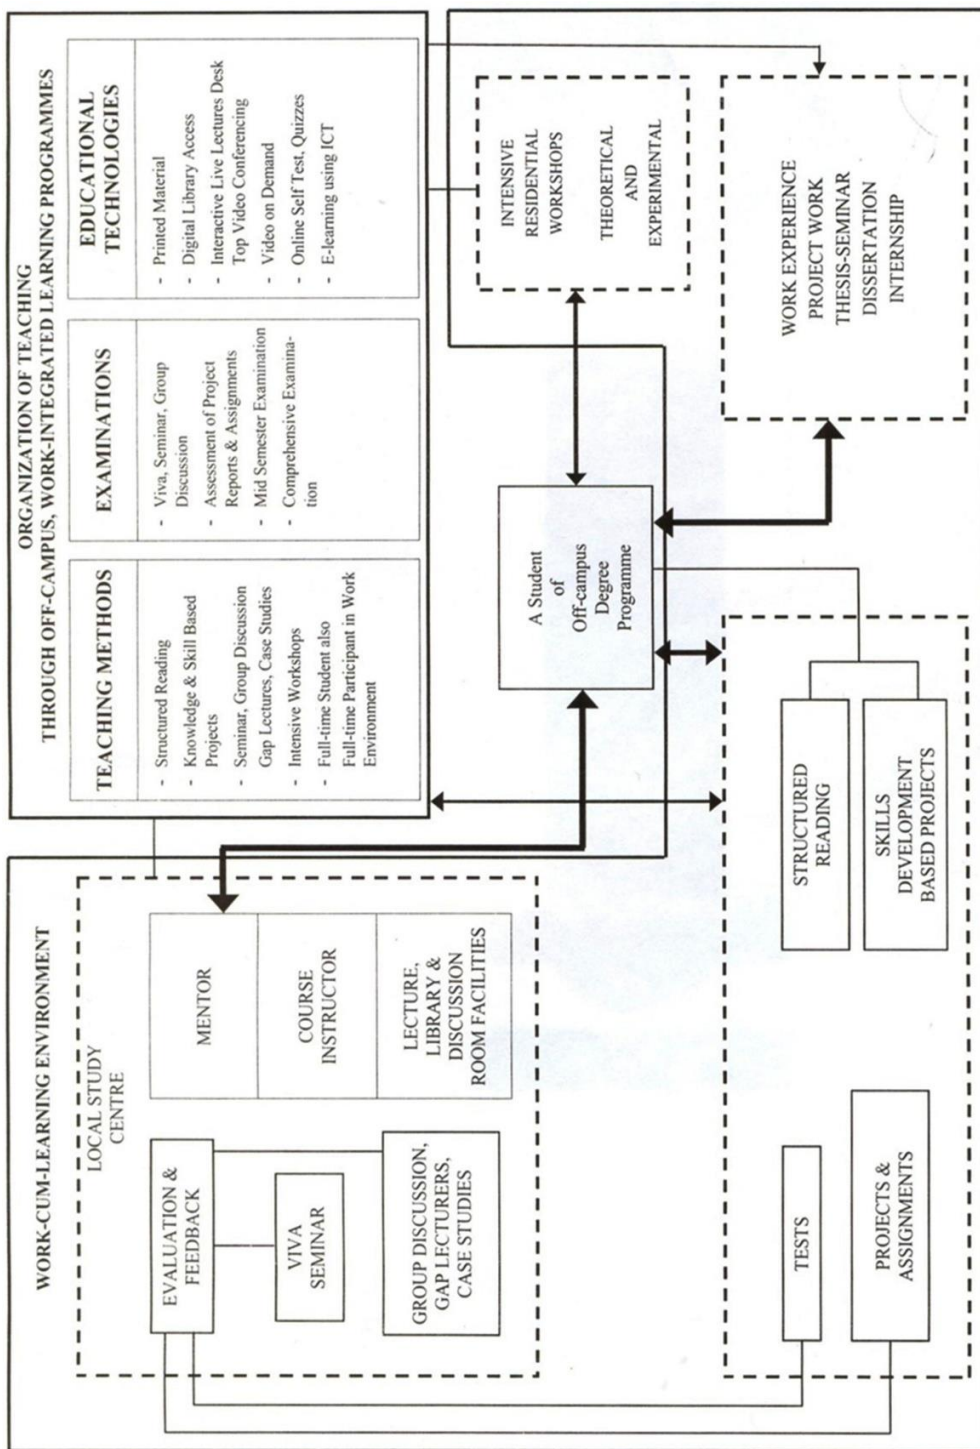 ORGANIZATION OF TEACHING
THROUGH OFF-CAMPUS, WORK-INTEGRATED LEARNING PROGRAMMES
TEACHING METHODS
- Structured Reading
- Knowledge & Skill Based
Projects
- Seminar, Group Discussion
Gap Lectures, Case Studies
- Intensive Workshops
- Full-time Student also
Full-time Participant in Work
Environment
EXAMINATIONS
- Viva, Seminar, Group
Discussion
- Assessment of Project
Reports & Assignments
- Mid Semester Examination
- Comprehensive Examina-
tion
EDUCATIONAL
TECHNOLOGIES
- Printed Material
- Digital Library Access
- Interactive Live Lectures Desk
Top Video Conferencing
- Video on Demand
- Online Self Test, Quizzes
- E-learning using ICT
WORK-CUM-LEARNING ENVIRONMENT
LOCAL STUDY
CENTRE
EVALUATION &
FEEDBACK
VIVA
SEMINAR
GROUP DISCUSSION,
GAP LECTURERS,
CASE STUDIES
MENTOR
COURSE
INSTRUCTOR
LECTURE,
LIBRARY &
DISCUSSION
ROOM FACILITIES
A Student
of
Off-campus
Degree
Programme
INTENSIVE
RESIDENTIAL
WORKSHOPS
THEORETICAL
AND
EXPERIMENTAL
TESTS
PROJECTS &
ASSIGNMENTS
STRUCTURED
READING
SKILLS
DEVELOPMENT
BASED PROJECTS
WORK EXPERIENCE
PROJECT WORK
THESIS-SEMINAR
DISSERTATION
INTERNSHIP